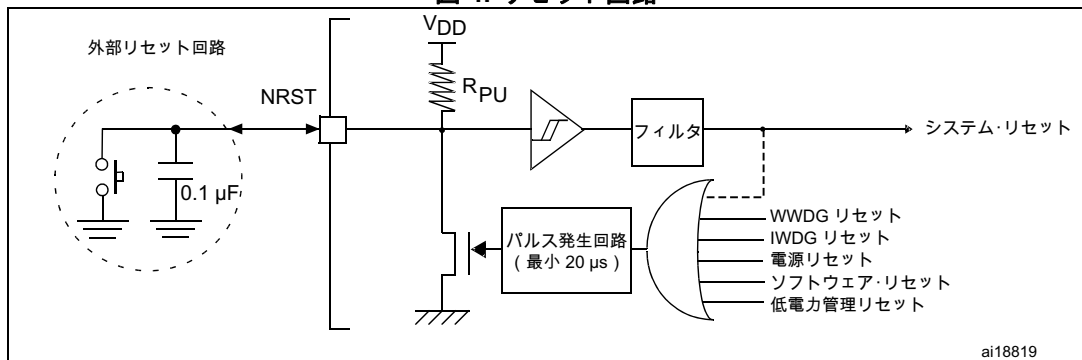 外部リセット回路
VDD
RPU
NRST
0.1 µF
フィルタ
システム·リセット
パルス発生回路
(最小 20 µs)
WWDG リセット
IWDG リセット
電源リセット
ソフトウェア·リセット
低電力管理リセット
ai18819